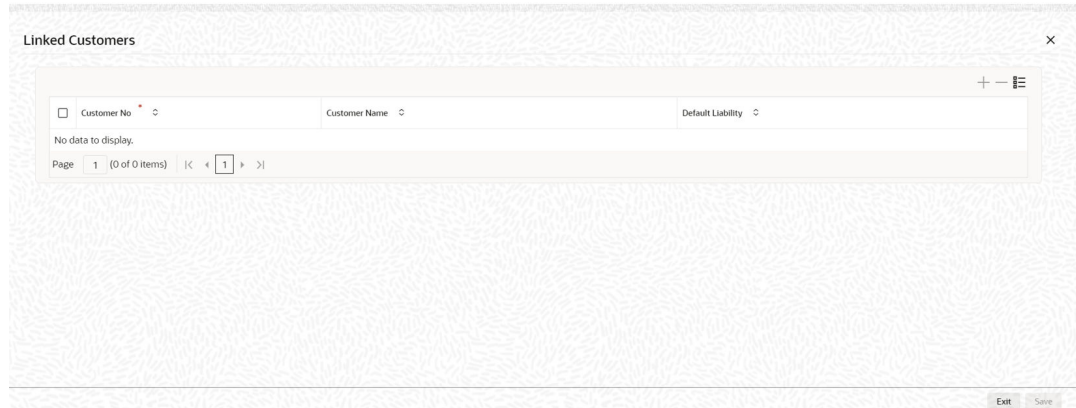 Linked Customers
Customer No * Customer Name Default Liability
No data to display.
Page 1 (0 of 0 items) 1
Exit Save